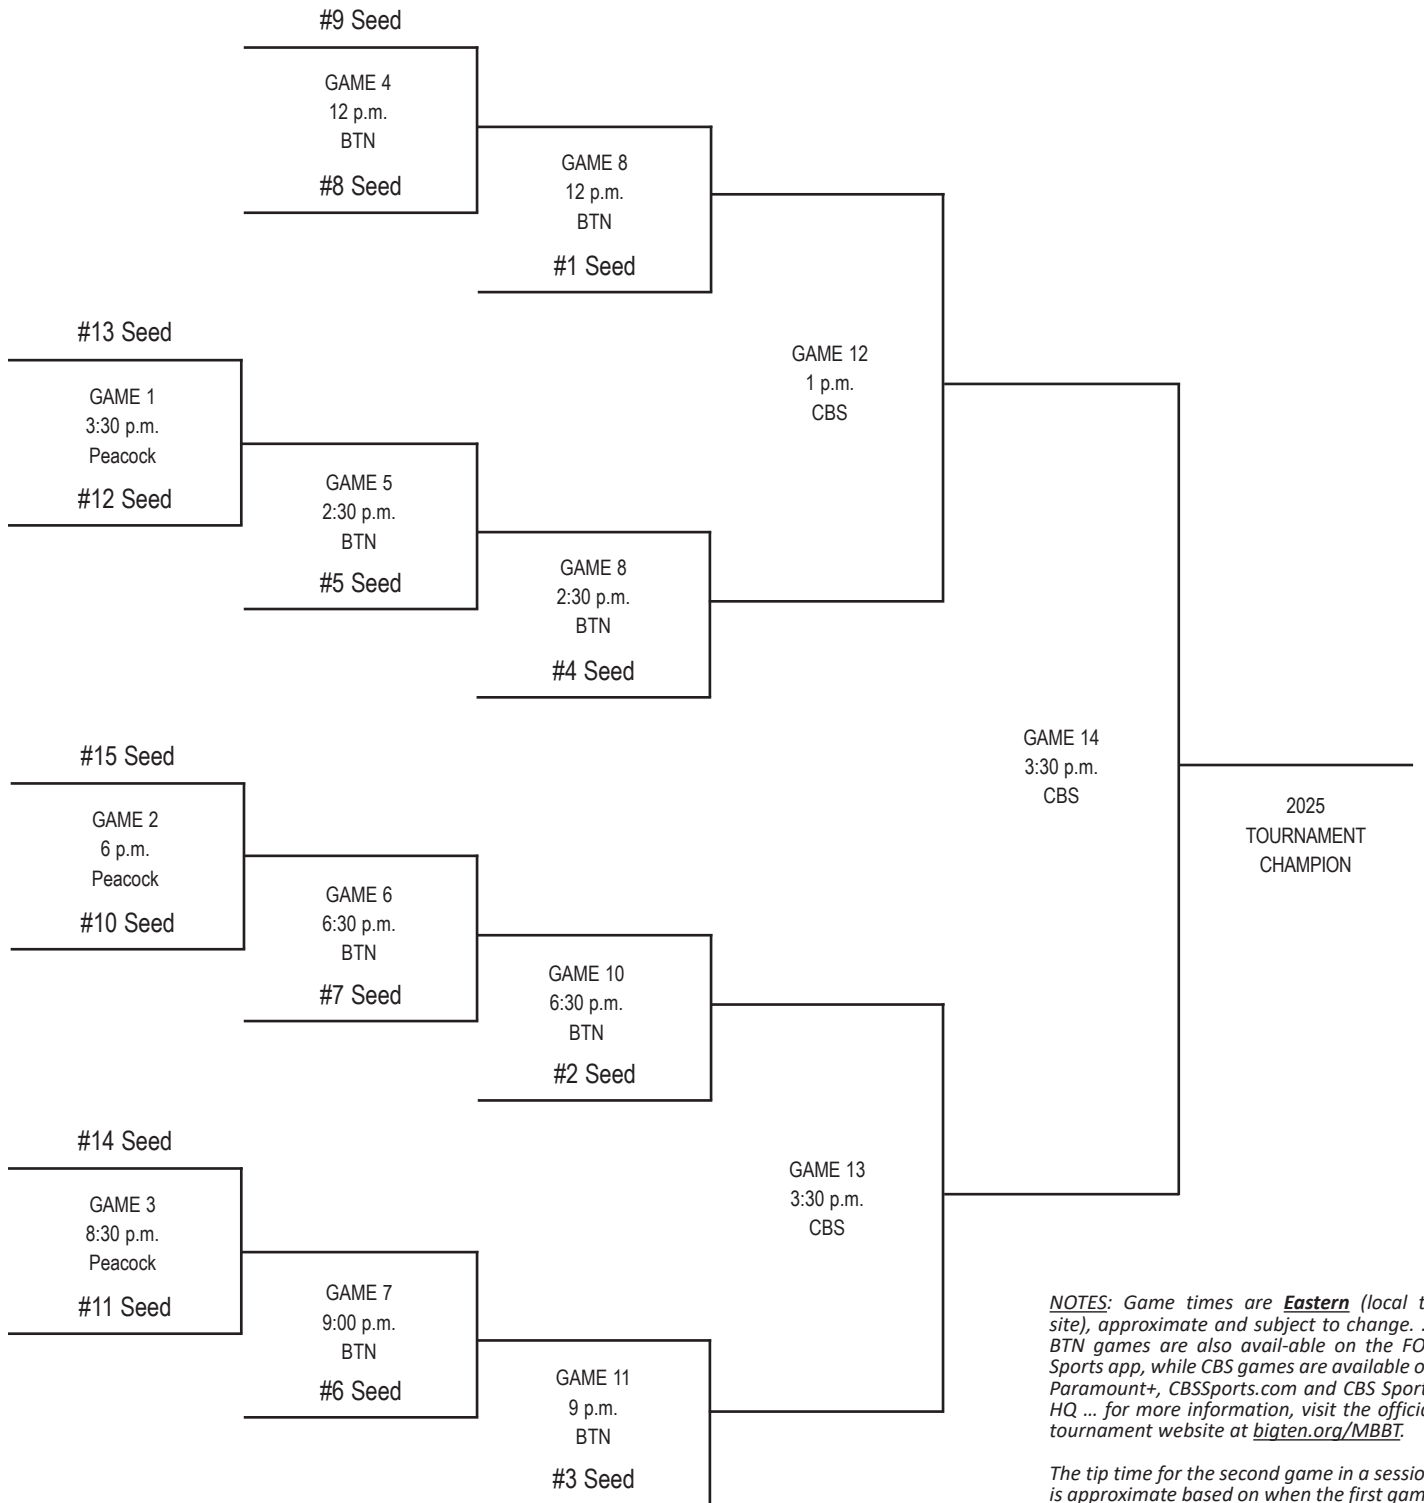 #9 Seed
GAME 4
12 p.m.
BTN
#8 Seed
GAME 8
12 p.m.
BTN
#1 Seed
#13 Seed
GAME 1
3:30 p.m.
Peacock
#12 Seed
GAME 5
2:30 p.m.
BTN
#5 Seed
GAME 8
2:30 p.m.
BTN
#4 Seed
GAME 12
1 p.m.
CBS
#15 Seed
GAME 2
6 p.m.
Peacock
#10 Seed
GAME 6
6:30 p.m.
BTN
#7 Seed
GAME 10
6:30 p.m.
BTN
#2 Seed
#14 Seed
GAME 3
8:30 p.m.
Peacock
#11 Seed
GAME 7
9:00 p.m.
BTN
#6 Seed
GAME 11
9 p.m.
BTN
#3 Seed
GAME 13
3:30 p.m.
CBS
GAME 14
3:30 p.m.
CBS
2025
TOURNAMENT
CHAMPION
NOTES: Game times are Eastern (local
site), approximate and subject to change.
BTN games are also avail-able on the
Sports app, while CBS games are available
Paramount+, CBSSports.com and CBS
HQ … for more information, visit the
tournament website at bigten.org/MBBT.
The tip time for the second game in a
is approximate based on when the first